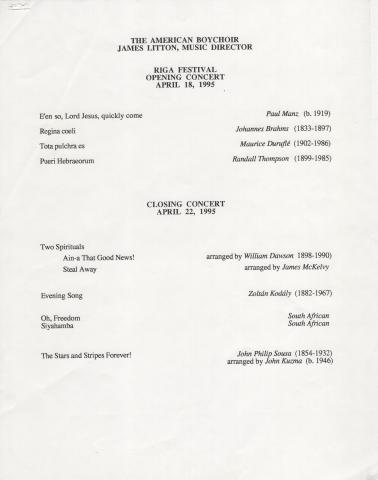 THE AMERICAN BOYCHOIR
JAMES LITTON, MUSIC DIRECTOR
RIGA FESTIVAL
OPENING CONCERT
APRIL 18, 1995
E'en so, Lord Jesus, quickly come Paul Manz (b. 1919)
Regina coeli Johannes Brahms (1833-1897)
Tota pulchra es Maurice Duruflé (1902-1986)
Pueri Hebraeorum Randall Thompson (1899-1985)
CLOSING CONCERT
APRIL 22, 1995
Two Spirituals
Ain-a That Good News! arranged by William Dawson 1898-1990)
Steal Away arranged by James McKelvy
Evening Song Zoltán Kodály (1882-1967)
Oh, Freedom South African
Siyahamba South African
The Stars and Stripes Forever! John Philip Sousa (1854-1932)
arranged by John Kuzma (b. 1946)